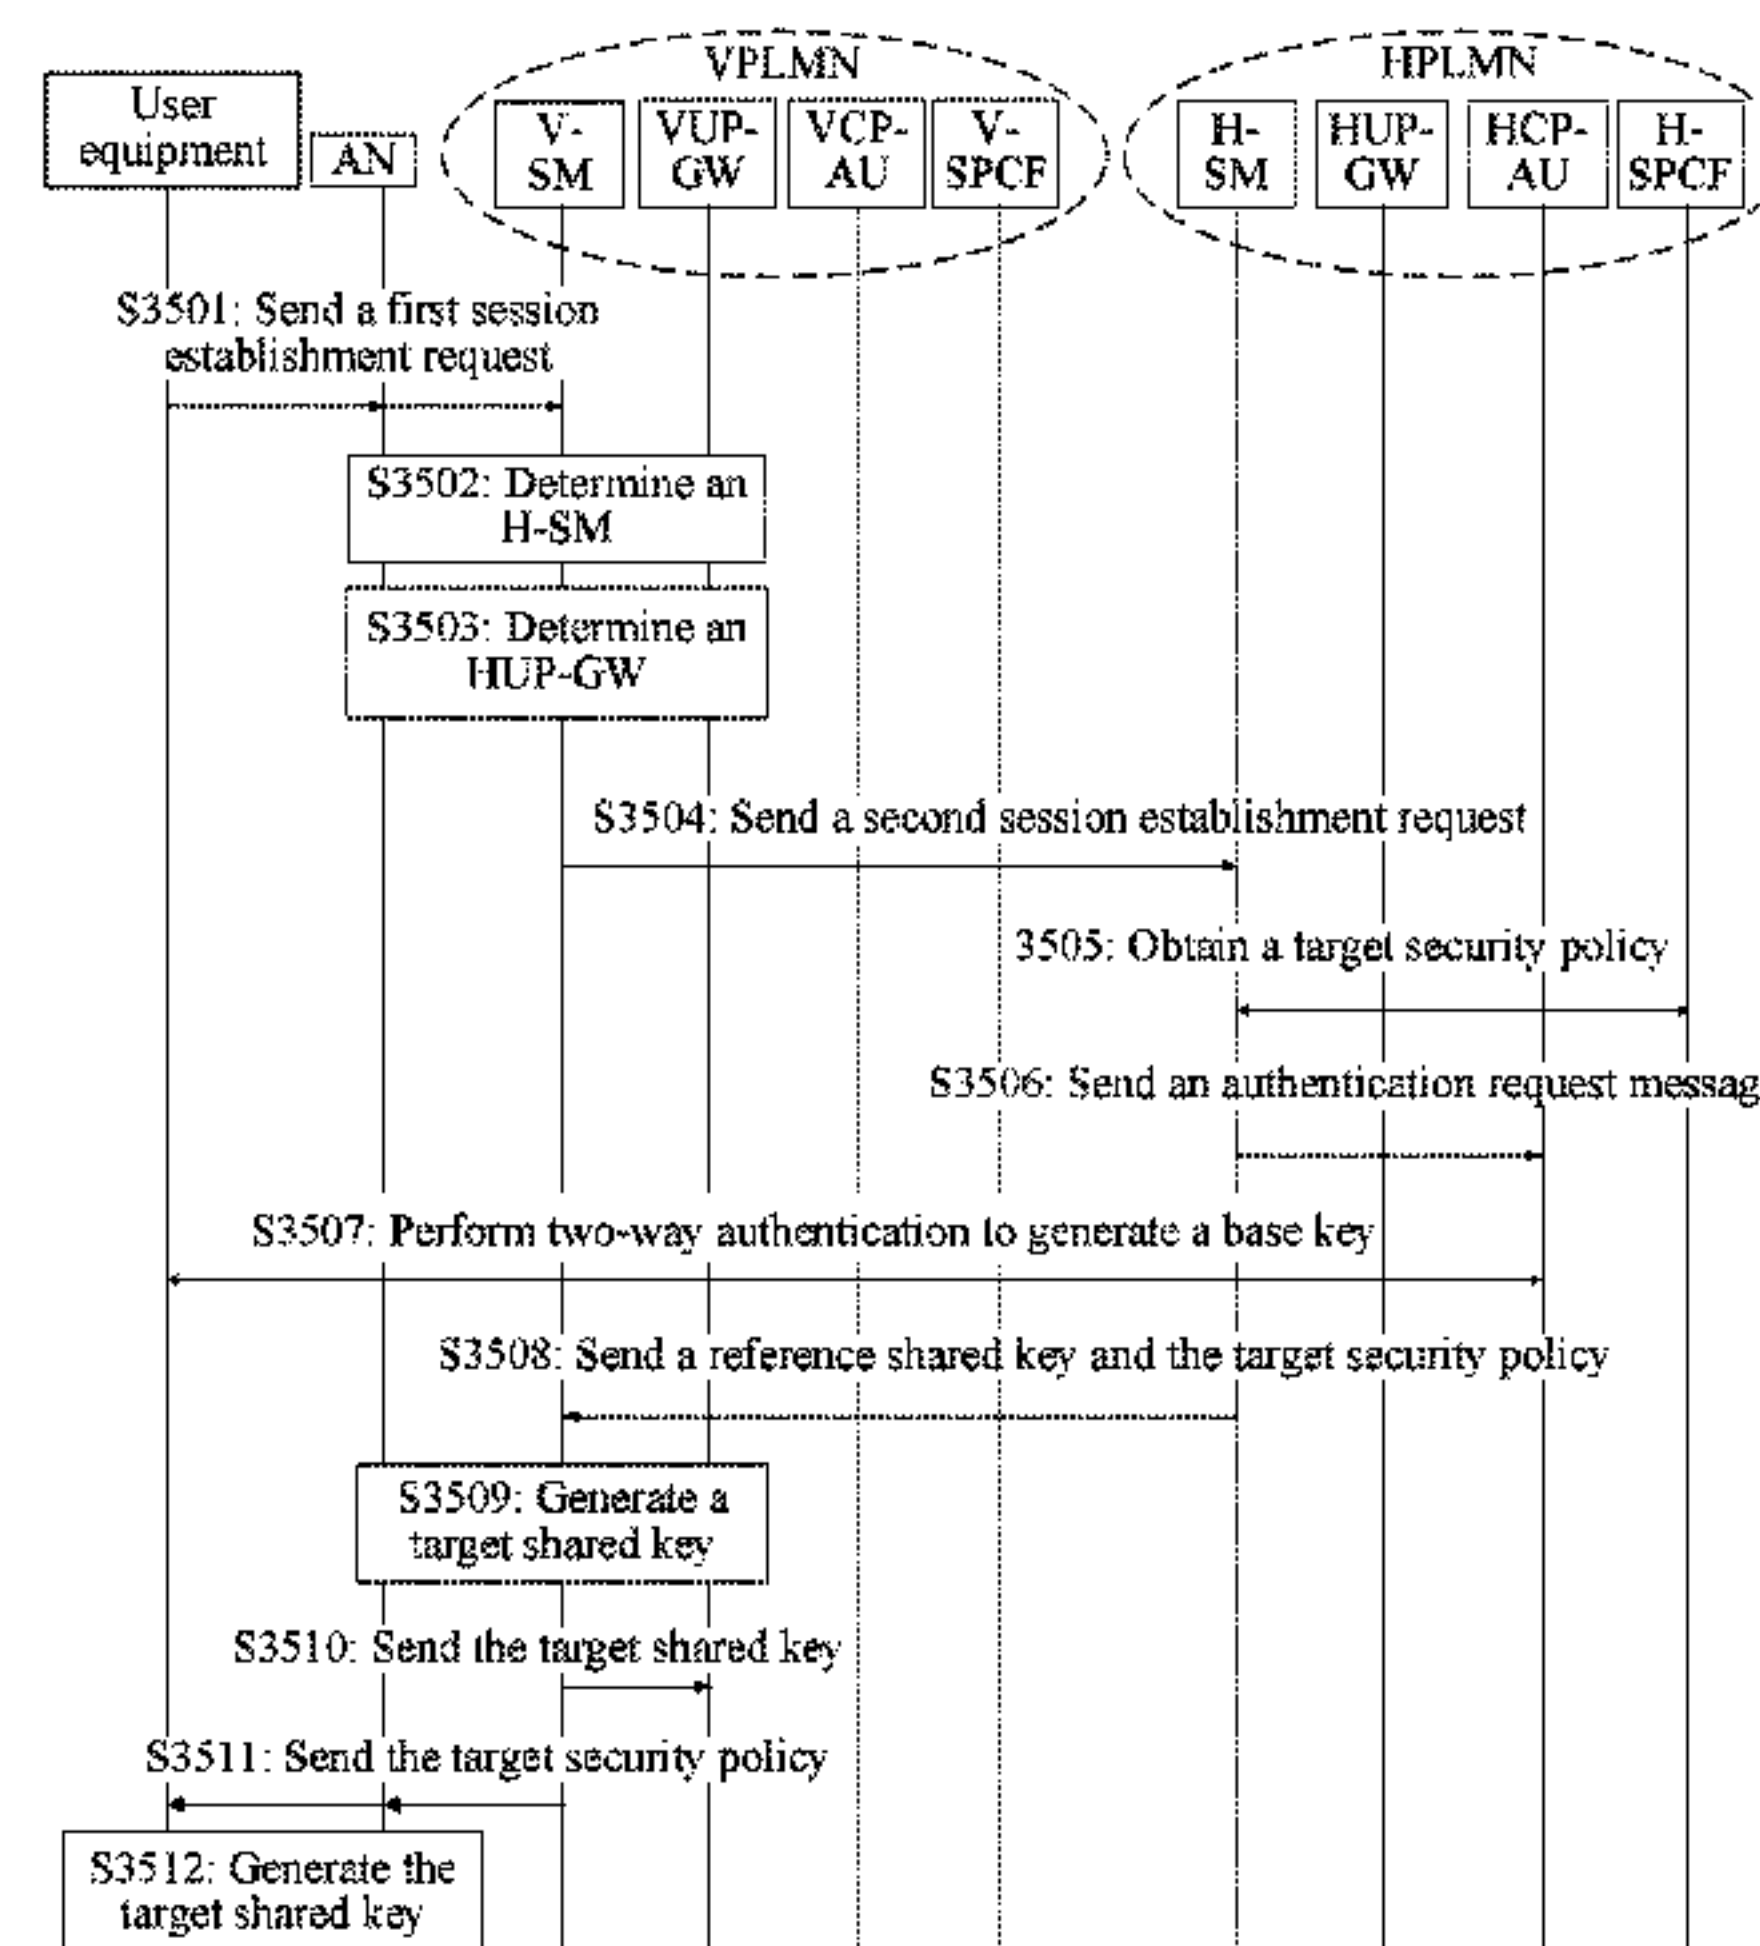 VPLMN
HPLMN
User
equipment
AN
V-
SM
VUP-
GW
VCP-
AU
V-
SPCF
H-
SM
HUP-
GW
HCP-
AU
H-
SPCF
S3501: Send a first session
establishment request
S3502: Determine an
H-SM
S3503: Determine an
HUP-GW
S3504: Send a second session establishment request
3505: Obtain a target security policy
S3506: Send an authentication request messag
S3507: Perform two-way authentication to generate a base key
S3508: Send a reference shared key and the target security policy
S3509: Generate a
target shared key
S3510: Send the target shared key
S3511: Send the target security policy
S3512: Generate the
target shared key